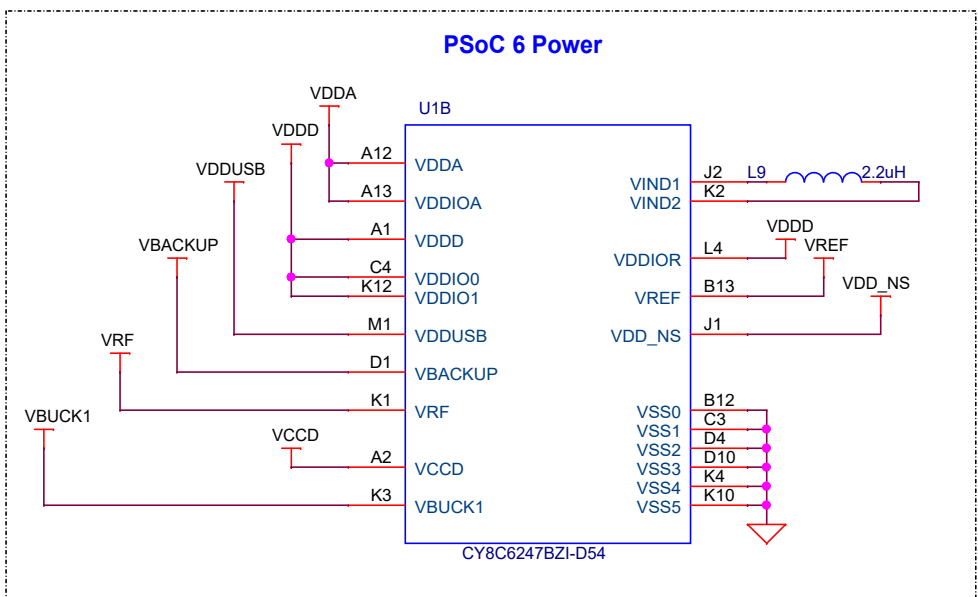 PSoC 6 Power
VDDA
U1B
VDDD
A12 VDDA
VDDUSB
J2 L9 2.2uH
VIND1
A13 VDDIOA
K2
VIND2
A1 VDDD
VDDD
VBACKUP
VREF
L4
VDDIOR
C4 VDDIO0
K12 VDDIO1
B13
VREF
VDD_NS
M1 VDDUSB
J1
VDD_NS
VRF
D1 VBACKUP
K1 VRF
B12
VSS0
VBUCK1
C3
VSS1
VCCD
D4
VSS2
A2 VCCD
D10
VSS3
K4
VSS4
K3 VBUCK1
K10
VSS5
CY8C6247BZI-D54